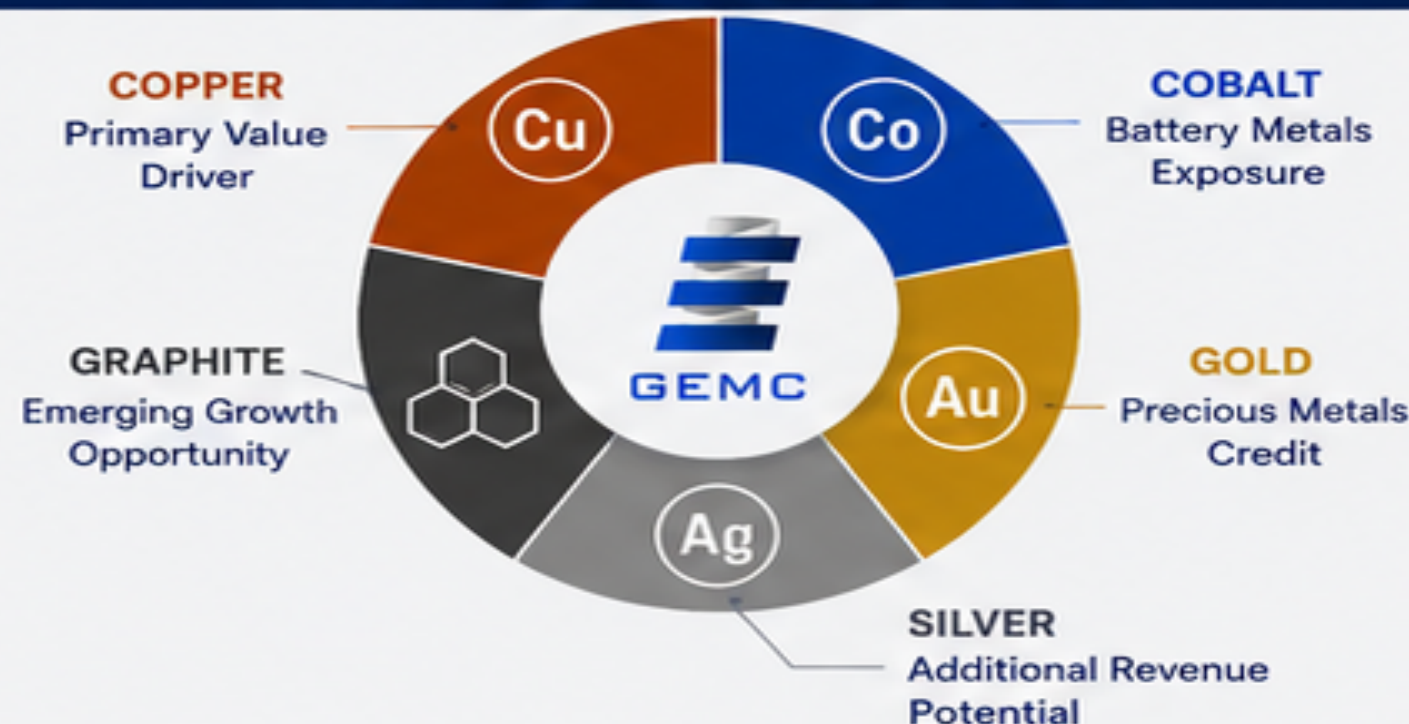 COPPER
Primary Value
Driver
Cu
Co
COBALT
Battery Metals
Exposure
GRAPHITE
Emerging Growth
Opportunity
GEMC
Au
GOLD
Precious Metals
Credit
Ag
SILVER
Additional Revenue
Potential